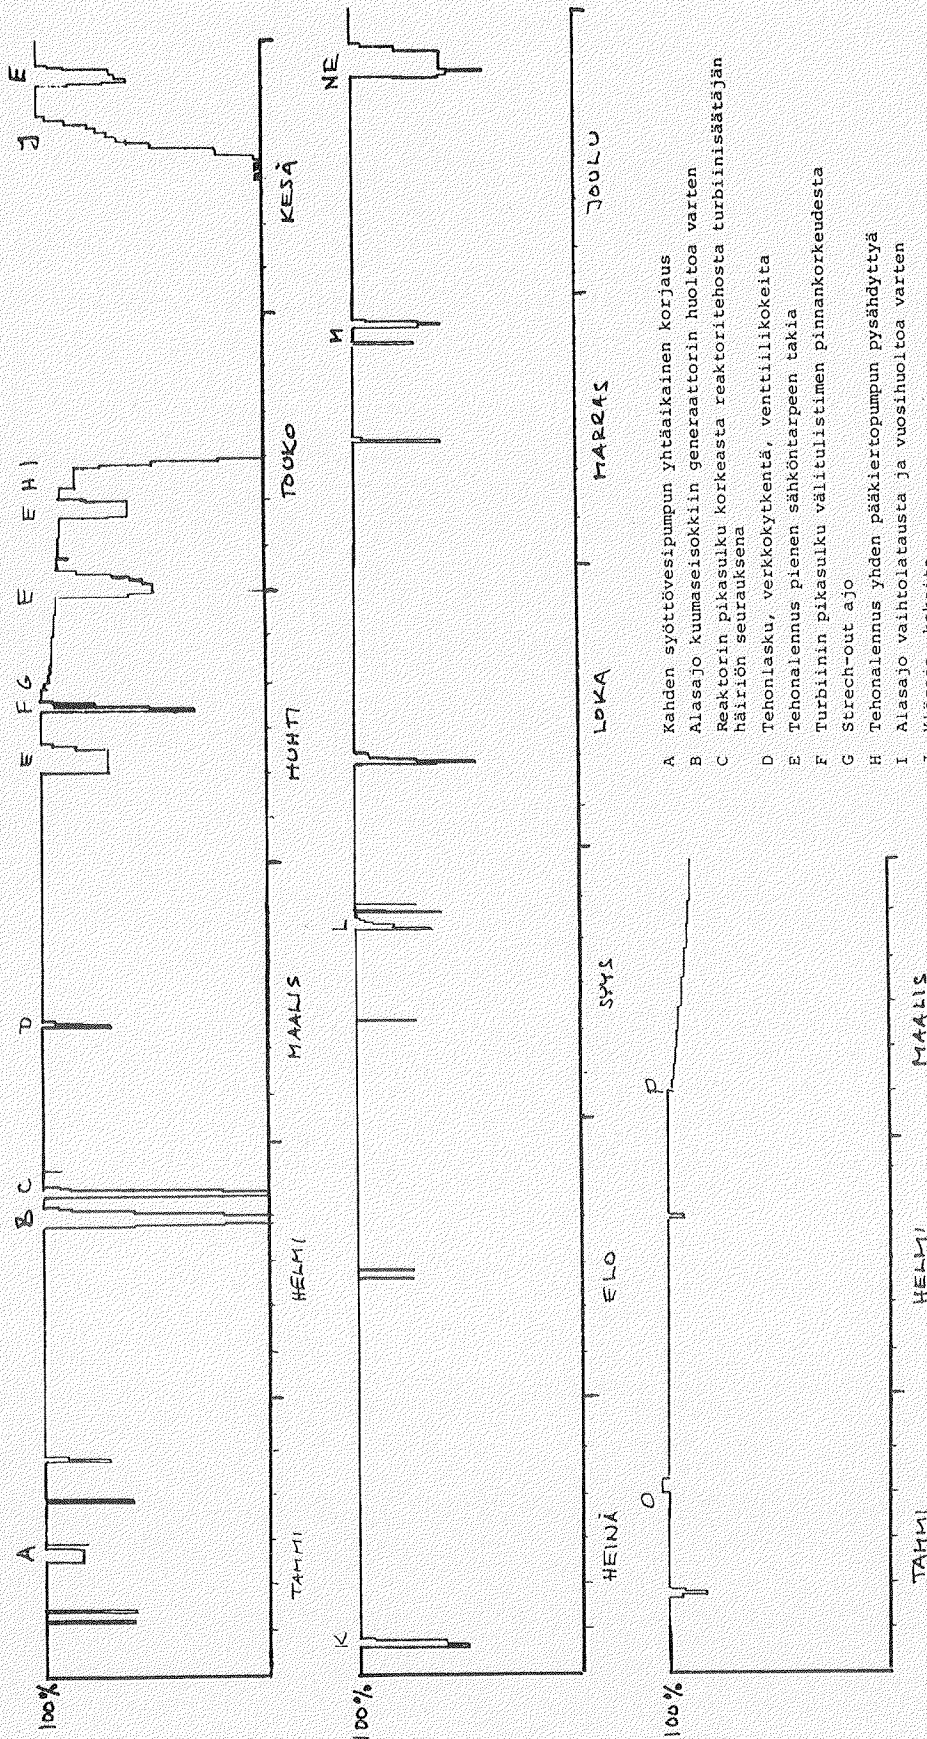 100%
A
B
C
D
E
F
G
E
E
H
I
J
E
TAMMI
HELMI
MAALIS
HUHTI
TOUKO
KESÄ
100%
K
L
M
NE
HEINÄ
ELO
SYYS
LOKA
MARRAS
JOULU
100%
O
P
TAMMI
HELMI
MAALIS
A Kahden syöttövesipumpun yhtäaikainen korjaus
B Alasajo kuumaseisokkiin generaattorin huoltoa varten
C Reaktorin pikasulku korkeasta reaktoritehosta turbiinisäätäjän
häiriön seurauksena
D Tehonlasku, verkkokytkentä, venttiilikokeita
E Tehonalennus pienen sähköntarpeen takia
F Turbiinin pikasulku välitulistimen pinnankorkeudesta
G Strech-out ajo
H Tehonalennus yhden pääkiertopumpun pysähdyttyä
I Alasajo vaihtolatausta ja vuosihuoltoa varten